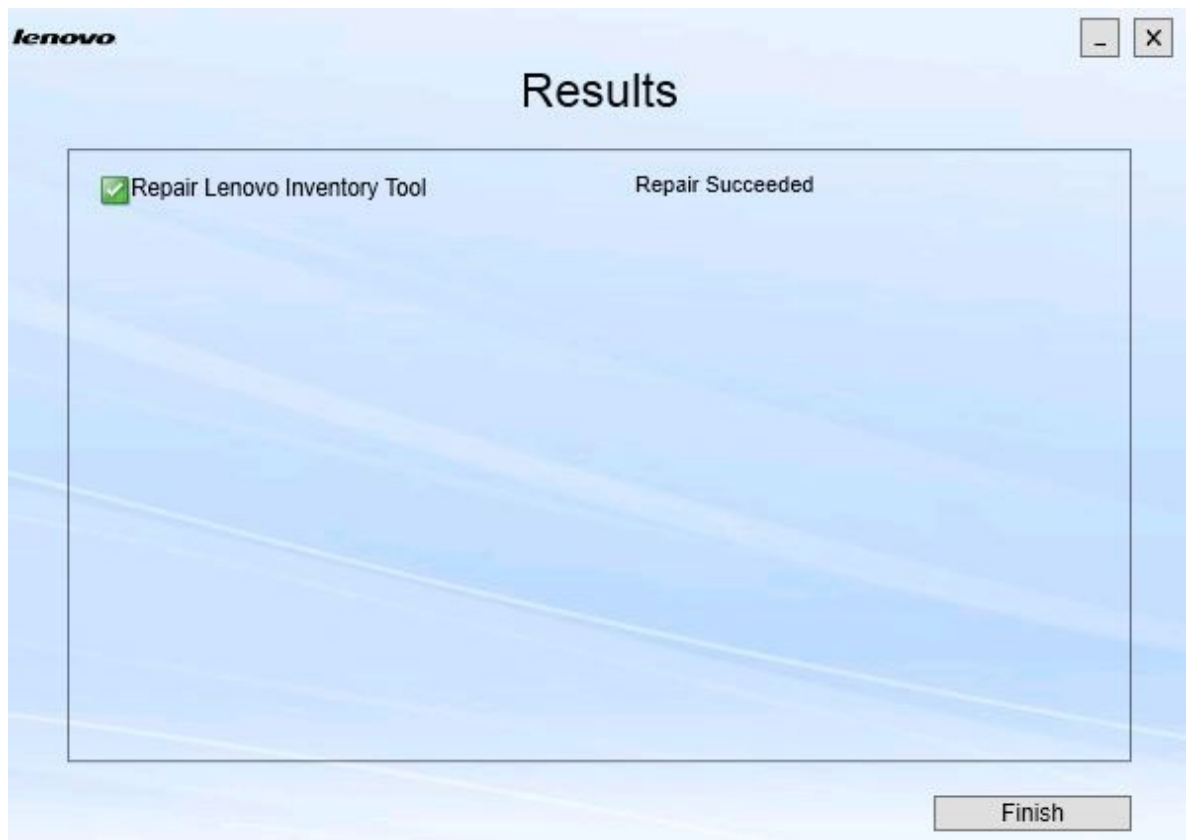 lenovo
Results
Repair Lenovo Inventory Tool Repair Succeeded
Finish